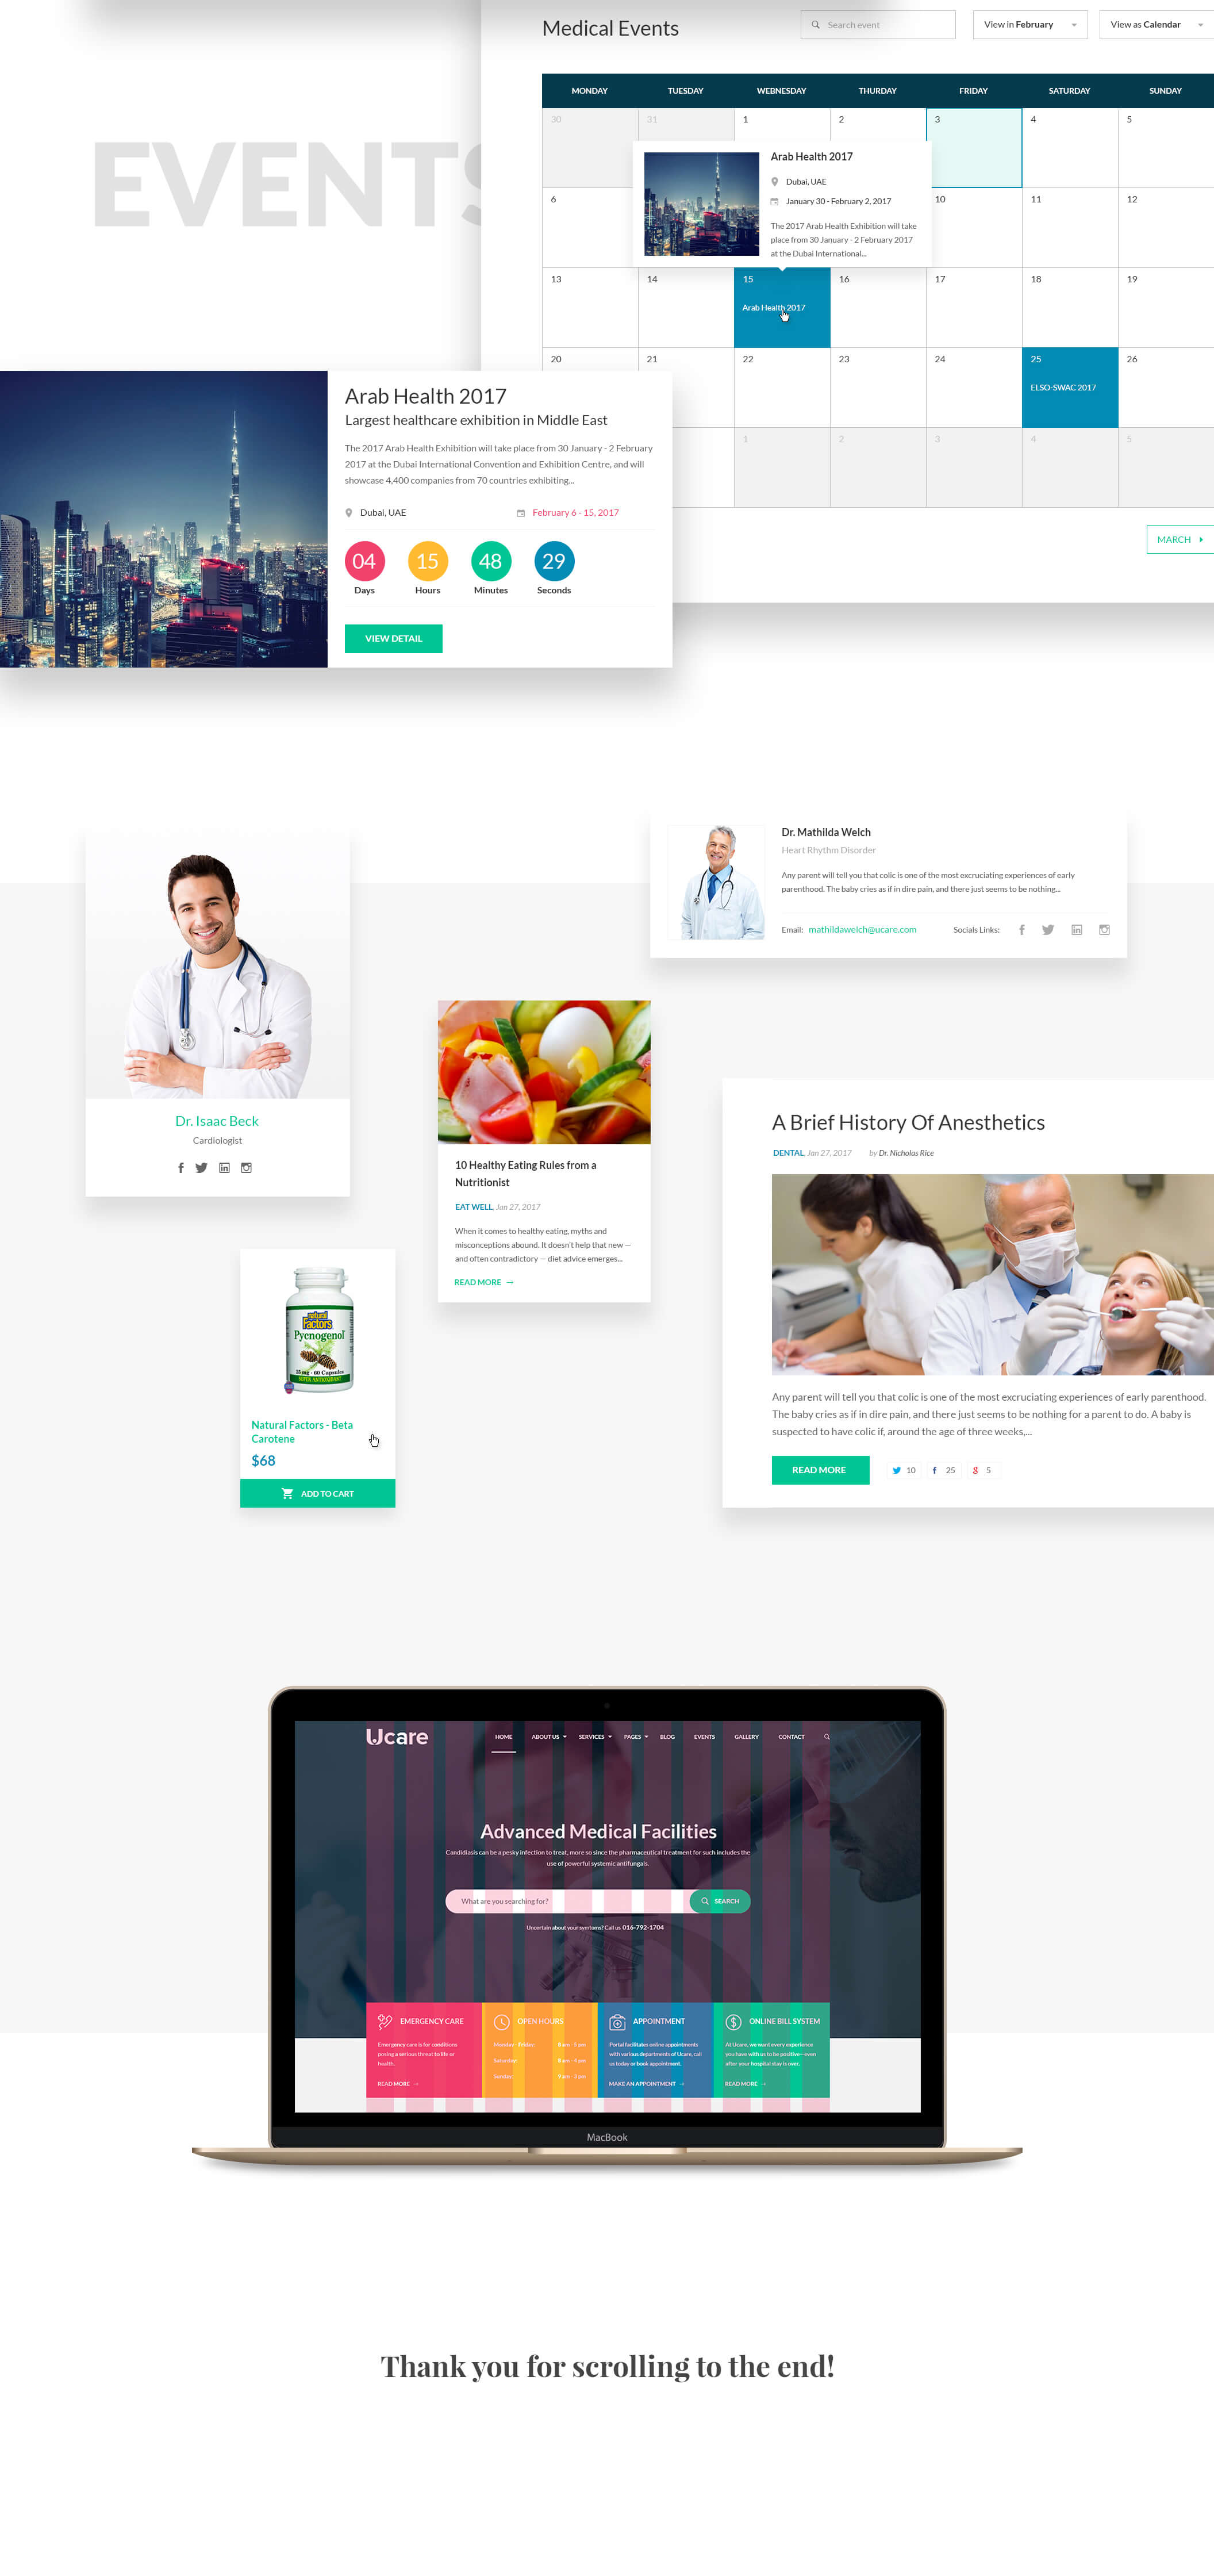 Medical Events
Search event
View in February
View as Calendar
EVENTS
MONDAY TUESDAY WEDNESDAY THURDAY FRIDAY SATURDAY SUNDAY
30 31 1 2 3 4 5
Arab Health 2017
Dubai, UAE
January 30 - February 2, 2017
The 2017 Arab Health Exhibition will take
place from 30 January - 2 February 2017
at the Dubai International...
6 10 11 12
13 14 15 16 17 18 19
Arab Health 2017
20 21 22 23 24 25 26
ELSO-SWAC 2017
1 2 3 4 5
MARCH
Arab Health 2017
Largest healthcare exhibition in Middle East
The 2017 Arab Health Exhibition will take place from 30 January - 2 February
2017 at the Dubai International Convention and Exhibition Centre, and will
showcase 4,400 companies from 70 countries exhibiting...
Dubai, UAE
February 6 - 15, 2017
04 15 48 29
Days Hours Minutes Seconds
VIEW DETAIL
Dr. Mathilda Welch
Heart Rhythm Disorder
Any parent will tell you that colic is one of the most excruciating experiences of early
parenthood. The baby cries as if in dire pain, and there just seems to be nothing...
Email: mathildawelch@ucare.com
Socials Links:
Dr. Isaac Beck
Cardiologist
10 Healthy Eating Rules from a
Nutritionist
EAT WELL, Jan 27, 2017
When it comes to healthy eating, myths and
misconceptions abound. It doesn't help that new —
and often contradictory — diet advice emerges...
READ MORE
A Brief History Of Anesthetics
DENTAL, Jan 27, 2017 by Dr. Nicholas Rice
Any parent will tell you that colic is one of the most excruciating experiences of early parenthood.
The baby cries as if in dire pain, and there just seems to be nothing for a parent to do. A baby is
suspected to have colic if, around the age of three weeks,...
READ MORE
10 25 5
natural
Factors
Pycnogenol
25 mg · 60 Capsules
SUPER ANTIOXIDANT
Natural Factors - Beta
Carotene
$68
ADD TO CART
Ucare
HOME ABOUT US SERVICES PAGES BLOG EVENTS GALLERY CONTACT
Advanced Medical Facilities
Candidiasis can be a pesky infection to treat, more so since the pharmaceutical treatment for such includes the
use of powerful systemic antifungals.
What are you searching for?
SEARCH
Uncertain about your symtoms? Call us 016-792-1704
EMERGENCY CARE
Emergency care is for conditions
posing a serious threat to life or
health.
READ MORE
OPEN HOURS
Monday - Friday: 8 am - 5 pm
Saturday: 8 am - 4 pm
Sunday: 9 am - 3 pm
APPOINTMENT
Portal facilitates online appointments
with various departments of Ucare, call
us today or book appointment.
MAKE AN APPOINTMENT
ONLINE BILL SYSTEM
At Ucare, we want every experience
you have with us to be positive—even
after your hospital stay is over.
READ MORE
MacBook
Thank you for scrolling to the end!